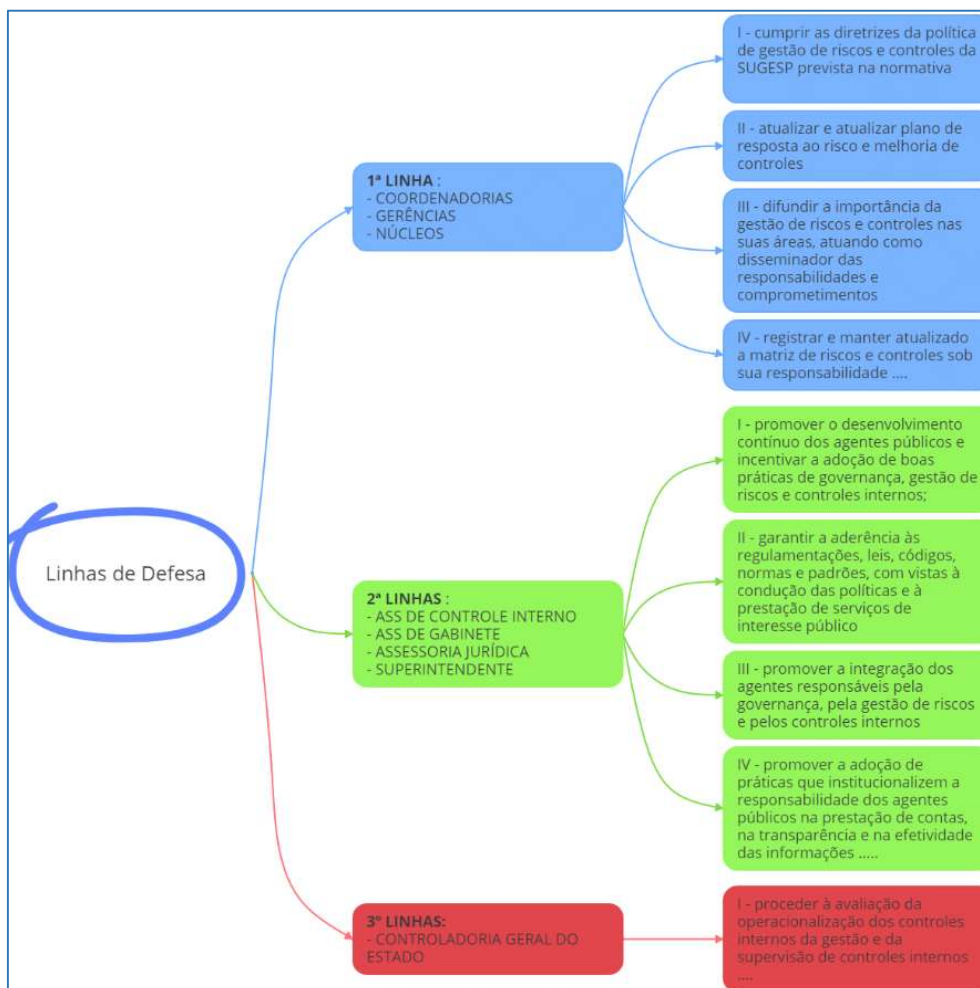 Linhas de Defesa
1ª LINHA :
- COORDENADORIAS
- GERÊNCIAS
- NÚCLEOS
I - cumprir as diretrizes da política
de gestão de riscos e controles da
SUGESP prevista na normativa
II - atualizar e atualizar plano de
resposta ao risco e melhoria de
controles
III - difundir a importância da
gestão de riscos e controles nas
suas áreas, atuando como
disseminador das
responsabilidades e
comprometimentos
IV - registrar e manter atualizado
a matriz de riscos e controles sob
sua responsabilidade ....
2ª LINHAS :
- ASS DE CONTROLE INTERNO
- ASS DE GABINETE
- ASSESSORIA JURÍDICA
- SUPERINTENDENTE
I - promover o desenvolvimento
contínuo dos agentes públicos e
incentivar a adoção de boas
práticas de governança, gestão de
riscos e controles internos;
II - garantir a aderência às
regulamentações, leis, códigos,
normas e padrões, com vistas à
condução das políticas e à
prestação de serviços de
interesse público
III - promover a integração dos
agentes responsáveis pela
governança, pela gestão de riscos
e pelos controles internos
IV - promover a adoção de
práticas que institucionalizem a
responsabilidade dos agentes
públicos na prestação de contas,
na transparência e na efetividade
das informações .....
3º LINHAS:
- CONTROLADORIA GERAL DO
ESTADO
I - proceder à avaliação da
operacionalização dos controles
internos da gestão e da
supervisão de controles internos
....